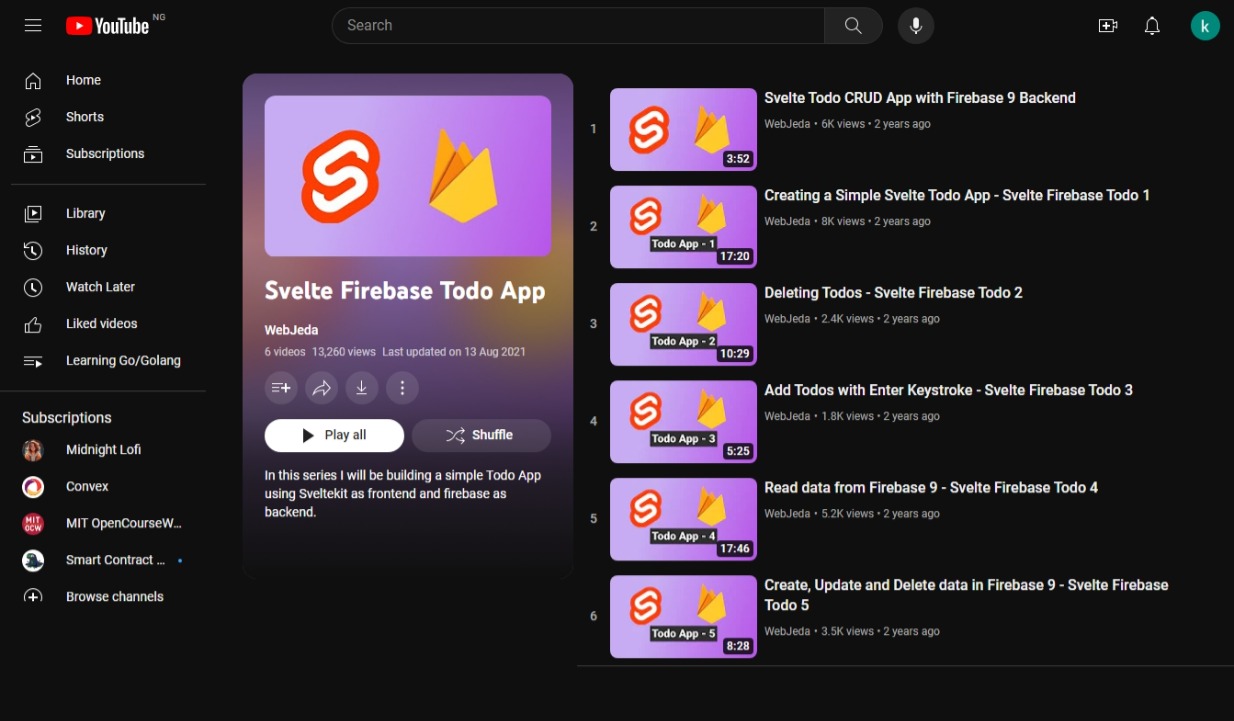 YouTube NG
Search
k
Home
Shorts
Subscriptions
Library
History
Watch Later
Liked videos
Learning Go/Golang
Subscriptions
Midnight Lofi
Convex
MIT OCW
MIT OpenCourseW...
Smart Contract ...
Browse channels
Svelte Firebase Todo App
WebJeda
6 videos 13,260 views Last updated on 13 Aug 2021
Play all
Shuffle
In this series I will be building a simple Todo App
using Sveltekit as frontend and firebase as
backend.
1
3:52
Svelte Todo CRUD App with Firebase 9 Backend
WebJeda • 6K views • 2 years ago
2
Todo App - 1
17:20
Creating a Simple Svelte Todo App - Svelte Firebase Todo 1
WebJeda • 8K views • 2 years ago
3
Todo App - 2
10:29
Deleting Todos - Svelte Firebase Todo 2
WebJeda • 2.4K views • 2 years ago
4
Todo App - 3
5:25
Add Todos with Enter Keystroke - Svelte Firebase Todo 3
WebJeda • 1.8K views • 2 years ago
5
Todo App - 4
17:46
Read data from Firebase 9 - Svelte Firebase Todo 4
WebJeda • 5.2K views • 2 years ago
6
Todo App - 5
8:28
Create, Update and Delete data in Firebase 9 - Svelte Firebase
Todo 5
WebJeda • 3.5K views • 2 years ago